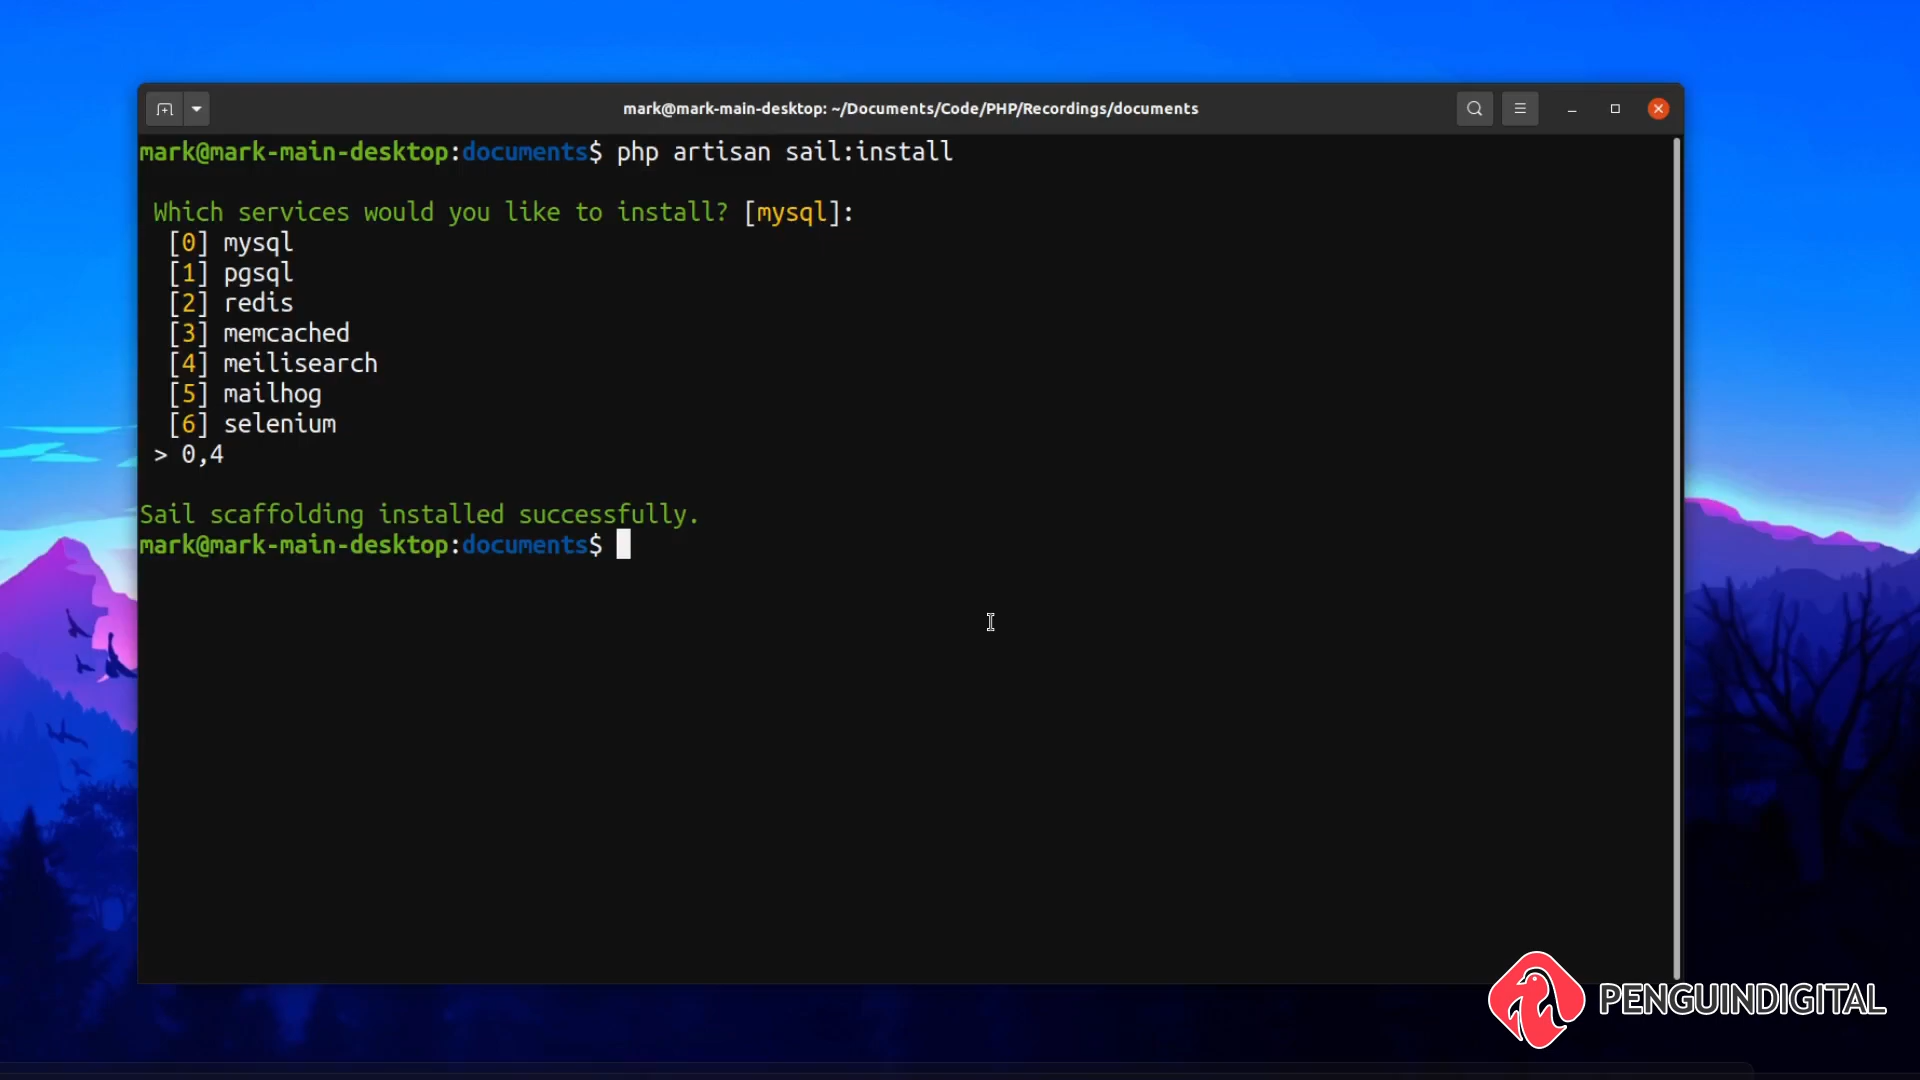 mark@mark-main-desktop: ~/Documents/Code/PHP/Recordings/documents
mark@mark-main-desktop:documents$ php artisan sail:install
Which services would you like to install? [mysql]:
[0] mysql
[1] pgsql
[2] redis
[3] memcached
[4] meilisearch
[5] mailhog
[6] selenium
> 0,4
Sail scaffolding installed successfully.
mark@mark-main-desktop:documents$
PENGUINDIGITAL